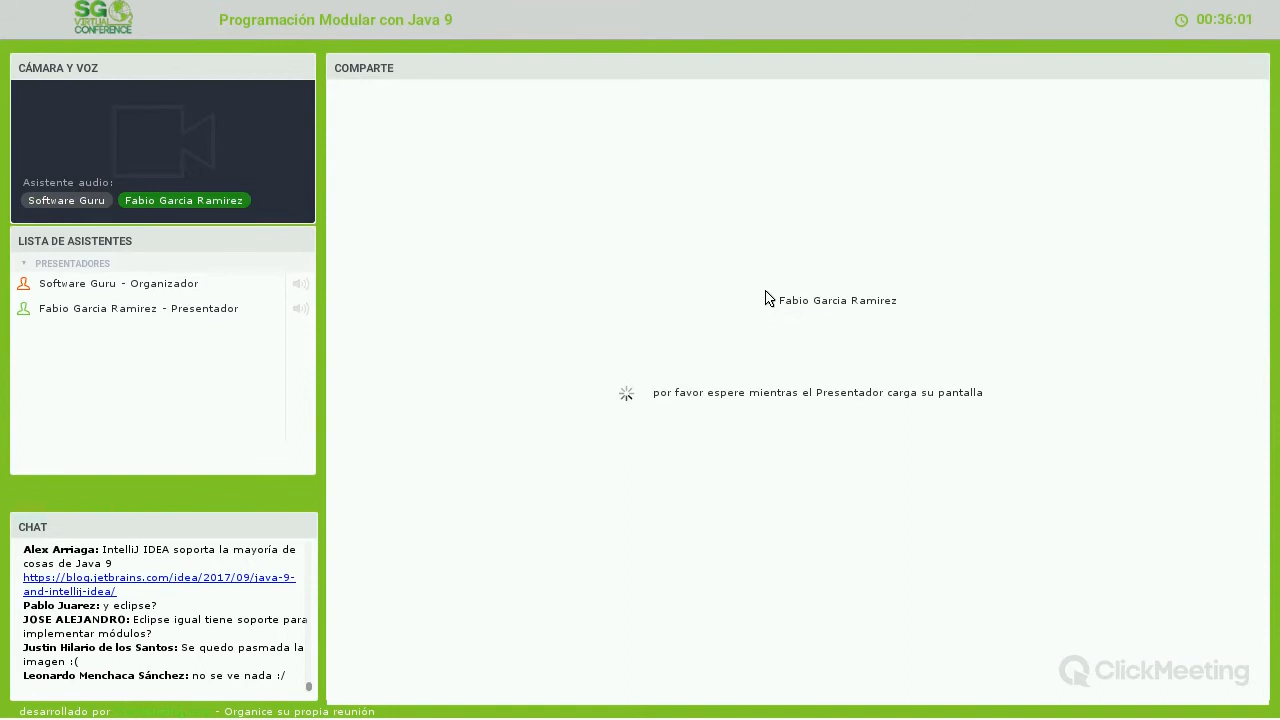 SG
VIRTUAL
CONFERENCE
Programación Modular con Java 9
00:36:01
CÁMARA Y VOZ
Asistente audio:
Software Guru
Fabio Garcia Ramirez
LISTA DE ASISTENTES
PRESENTADORES
Software Guru - Organizador
Fabio Garcia Ramirez - Presentador
CHAT
Alex Arriaga: IntelliJ IDEA soporta la mayoría de
cosas de Java 9
https://blog.jetbrains.com/idea/2017/09/java-9-
and-intellij-idea/
Pablo Juarez: y eclipse?
JOSE ALEJANDRO: Eclipse igual tiene soporte para
implementar módulos?
Justin Hilario de los Santos: Se quedo pasmada la
imagen :(
Leonardo Menchaca Sánchez: no se ve nada :/
desarrollado por
- Organice su propia reunión
COMPARTE
Fabio Garcia Ramirez
por favor espere mientras el Presentador carga su pantalla
ClickMeeting